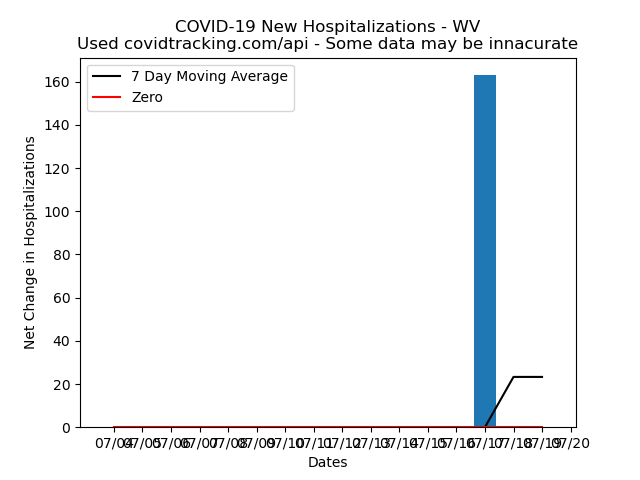 COVID-19 New Hospitalizations - WV
Used covidtracking.com/api - Some data may be innacurate
7 Day Moving Average
Zero
Net Change in Hospitalizations
160
140
120
100
80
60
40
20
0
07/04 07/05 07/06 07/07 07/08 07/09 07/10 07/11 07/12 07/13 07/14 07/15 07/16 07/17 07/18 07/19 07/20
Dates